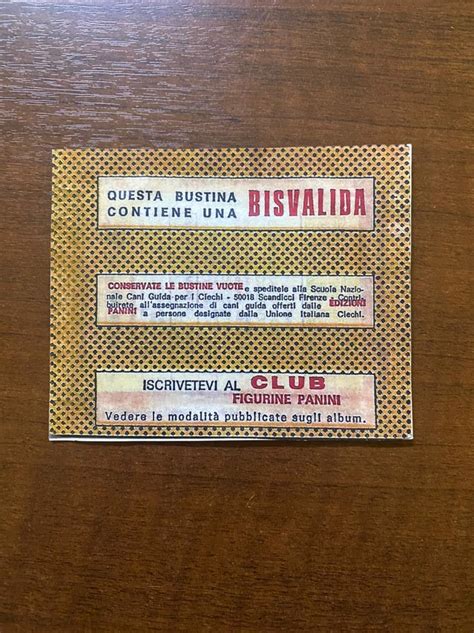 QUESTA BUSTINA
CONTIENE UNA BISVALIDA
CONSERVATE LE BUSTINE VUOTE e speditele alla Scuola Nazio-
nale Cani Guida per i Ciechi - 50018 Scandicci Firenze - Contri-
buirete all'assegnazione di cani guida offerti dalle EDIZIONI
PANINI a persone designate dalla Unione Italiana Ciechi.
ISCRIVETEVI AL CLUB
FIGURINE PANINI
Vedere le modalità pubblicate sugli album.